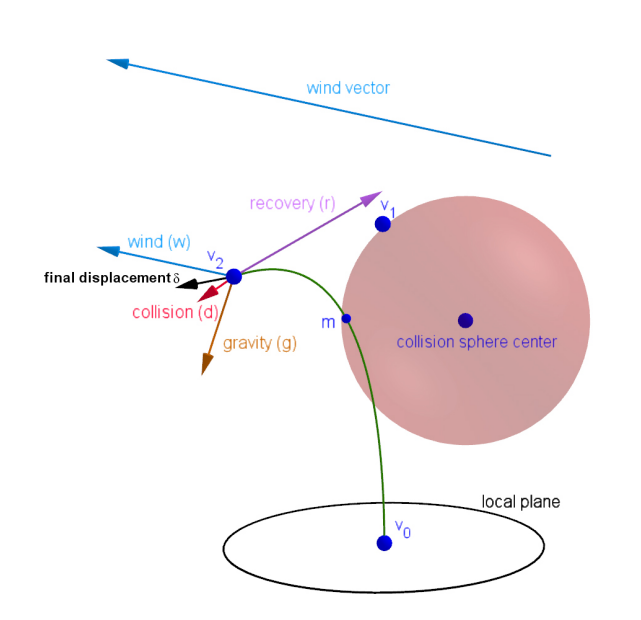 wind vector
recovery (r)
v1
wind (w)
v2
final displacement δ
collision (d)
m
gravity (g)
collision sphere center
local plane
v0